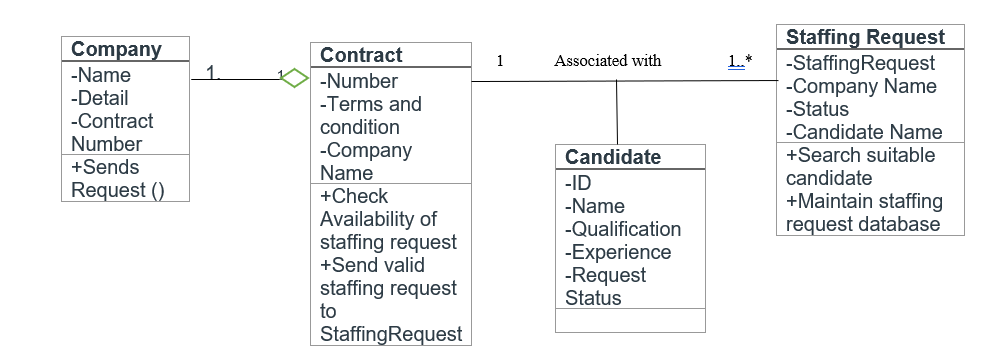 Company
-Name
-Detail
-Contract
Number
+Sends
Request ()
1.
1
Contract
-Number
-Terms and
condition
-Company
Name
+Check
Availability of
staffing request
+Send valid
staffing request
to
StaffingRequest
1
Associated with
1..*
Candidate
-ID
-Name
-Qualification
-Experience
-Request
Status
Staffing Request
-StaffingRequest
-Company Name
-Status
-Candidate Name
+Search suitable
candidate
+Maintain staffing
request database